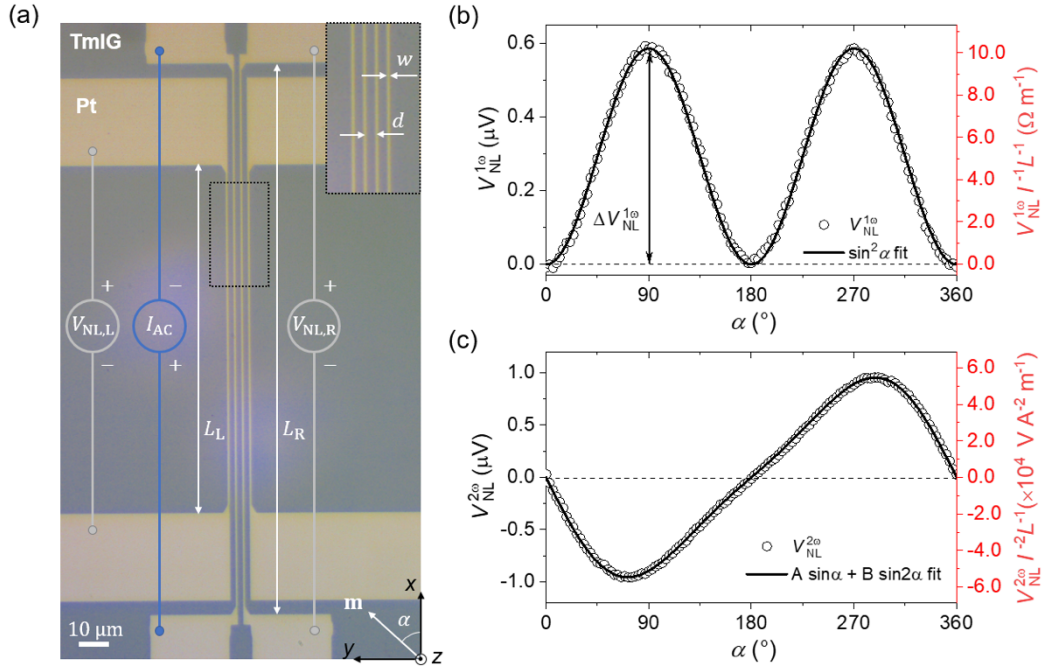 (a)
TmIG
Pt
w
d
+
−
+
V_NL,L
I_AC
V_NL,R
−
+
−
L_L
L_R
10 μm
m
α
x
y
z
(b)
0.6
0.4
0.2
0.0
V_NL^1ω (μV)
ΔV_NL^1ω
V_NL^1ω
sin²α fit
0 90 180 270 360
α (°)
10.0
8.0
6.0
4.0
2.0
0.0
V_NL^1ω I⁻¹L⁻¹ (Ω m⁻¹)
(c)
1.0
0.5
0.0
-0.5
-1.0
V_NL^2ω (μV)
V_NL^2ω
A sinα + B sin2α fit
0 90 180 270 360
α (°)
6.0
4.0
2.0
0.0
-2.0
-4.0
-6.0
V_NL^2ω I⁻²L⁻¹(×10⁴ V A⁻² m⁻¹)